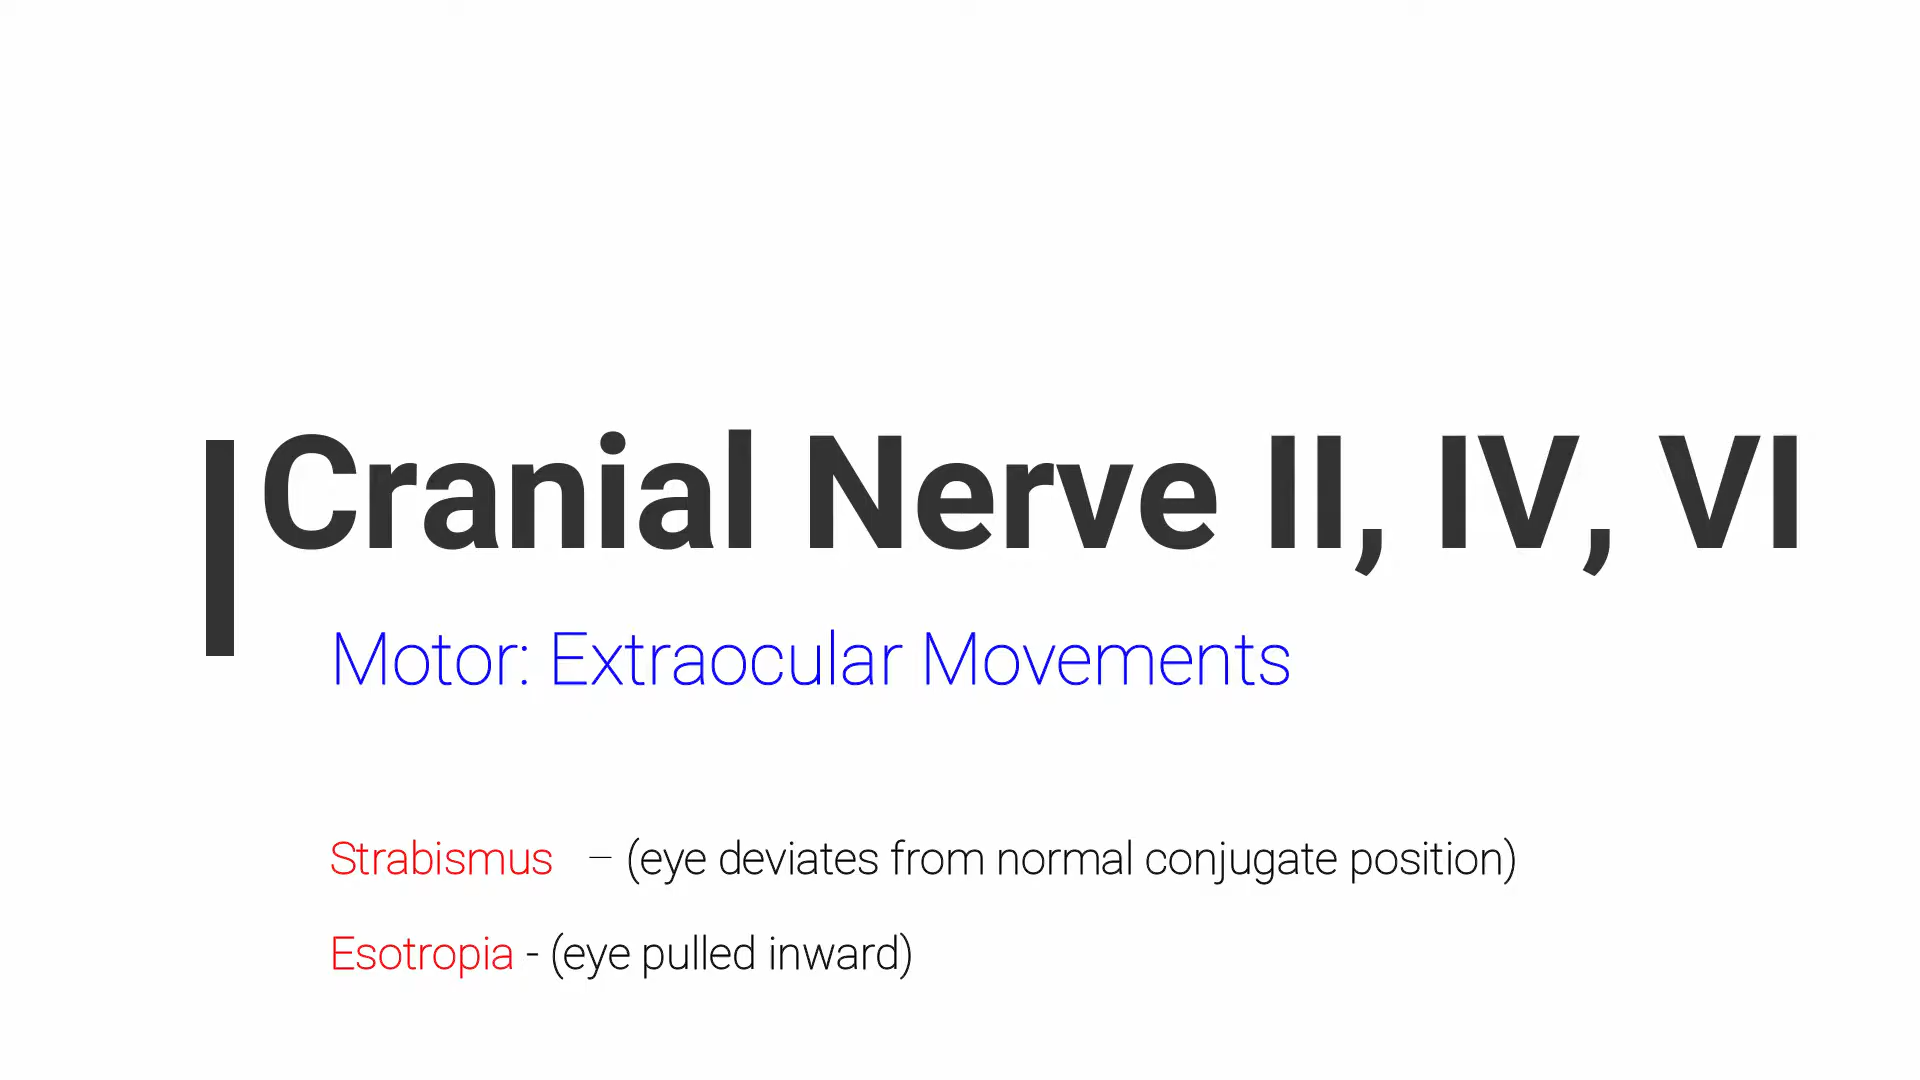 Cranial Nerve II, IV, VI
Motor: Extraocular Movements
Strabismus – (eye deviates from normal conjugate position)
Esotropia - (eye pulled inward)